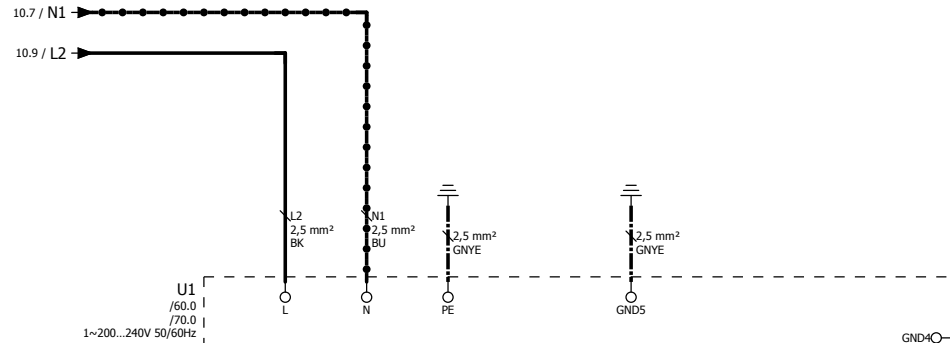 10.7 / N1
10.9 / L2
L2
2,5 mm²
BK
N1
2,5 mm²
BU
2,5 mm²
GNYE
2,5 mm²
GNYE
U1
/60.0
/70.0
1~200...240V 50/60Hz
L
N
PE
GND5
GND4